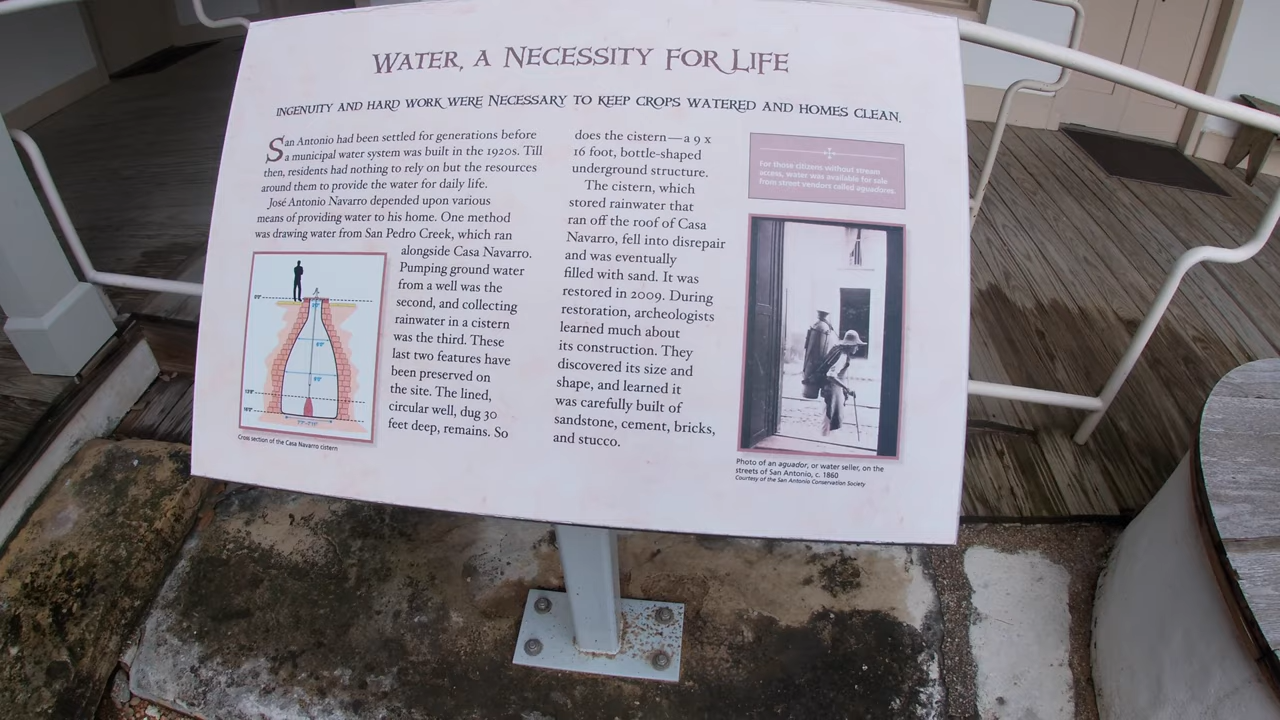 WATER, A NECESSITY FOR LIFE
INGENUITY AND HARD WORK WERE NECESSARY TO KEEP CROPS WATERED AND HOMES CLEAN.
San Antonio had been settled for generations before
a municipal water system was built in the 1920s. Till
then, residents had nothing to rely on but the resources
around them to provide the water for daily life.
José Antonio Navarro depended upon various
means of providing water to his home. One method
was drawing water from San Pedro Creek, which ran
alongside Casa Navarro.
Pumping ground water
from a well was the
second, and collecting
rainwater in a cistern
was the third. These
last two features have
been preserved on
the site. The lined,
circular well, dug 30
feet deep, remains. So
Cross section of the Casa Navarro cistern
does the cistern—a 9 x
16 foot, bottle-shaped
underground structure.
The cistern, which
stored rainwater that
ran off the roof of Casa
Navarro, fell into disrepair
and was eventually
filled with sand. It was
restored in 2009. During
restoration, archeologists
learned much about
its construction. They
discovered its size and
shape, and learned it
was carefully built of
sandstone, cement, bricks,
and stucco.
For those citizens without stream
access, water was available for sale
from street vendors called aguadores.
Photo of an aguador, or water seller, on the
streets of San Antonio, c. 1860
Courtesy of the San Antonio Conservation Society